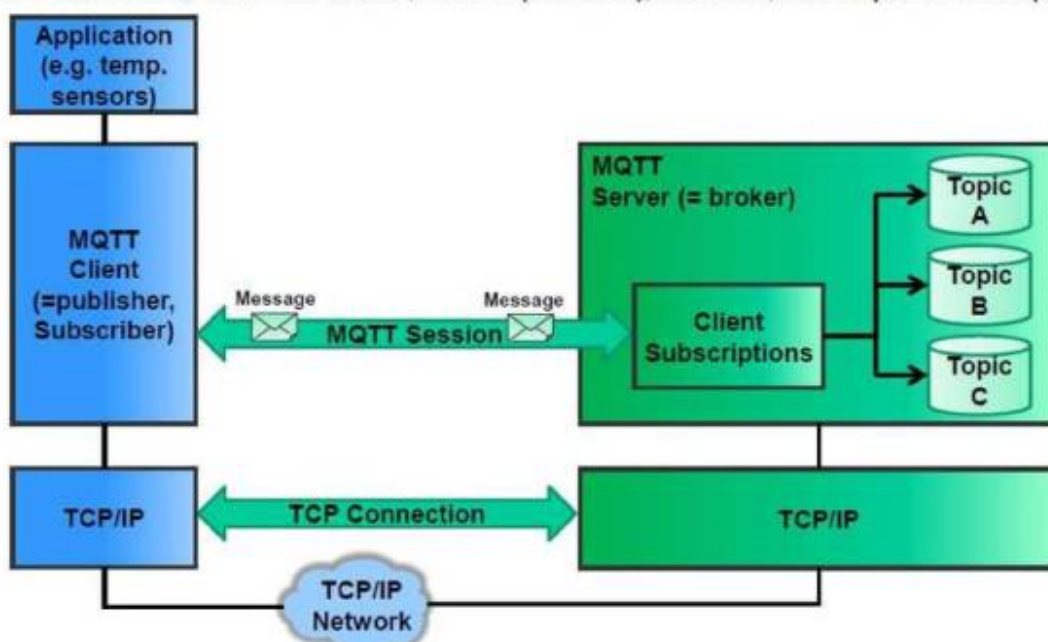 Application
(e.g. temp.
sensors)
MQTT
Client
(=publisher,
Subscriber)
Message
Message
MQTT Session
MQTT
Server (= broker)
Client
Subscriptions
Topic
A
Topic
B
Topic
C
TCP/IP
TCP Connection
TCP/IP
TCP/IP
Network